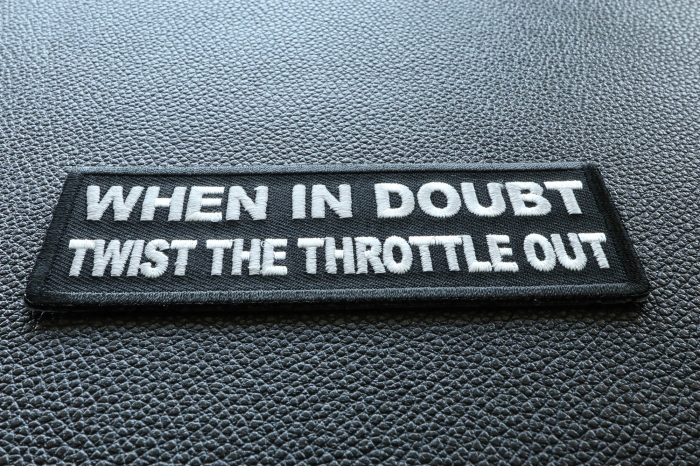 WHEN IN DOUBT
TWIST THE THROTTLE OUT